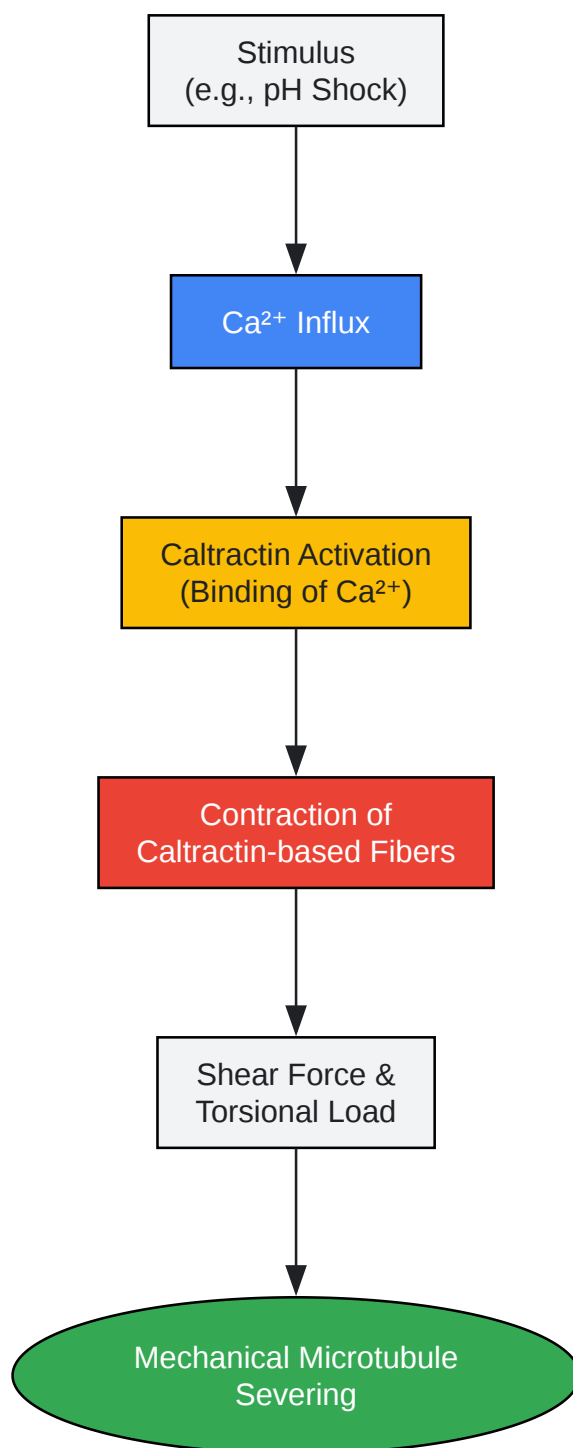 Stimulus
(e.g., pH Shock)
Ca²⁺ Influx
Caltractin Activation
(Binding of Ca²⁺)
Contraction of
Caltractin-based Fibers
Shear Force &
Torsional Load
Mechanical Microtubule
Severing